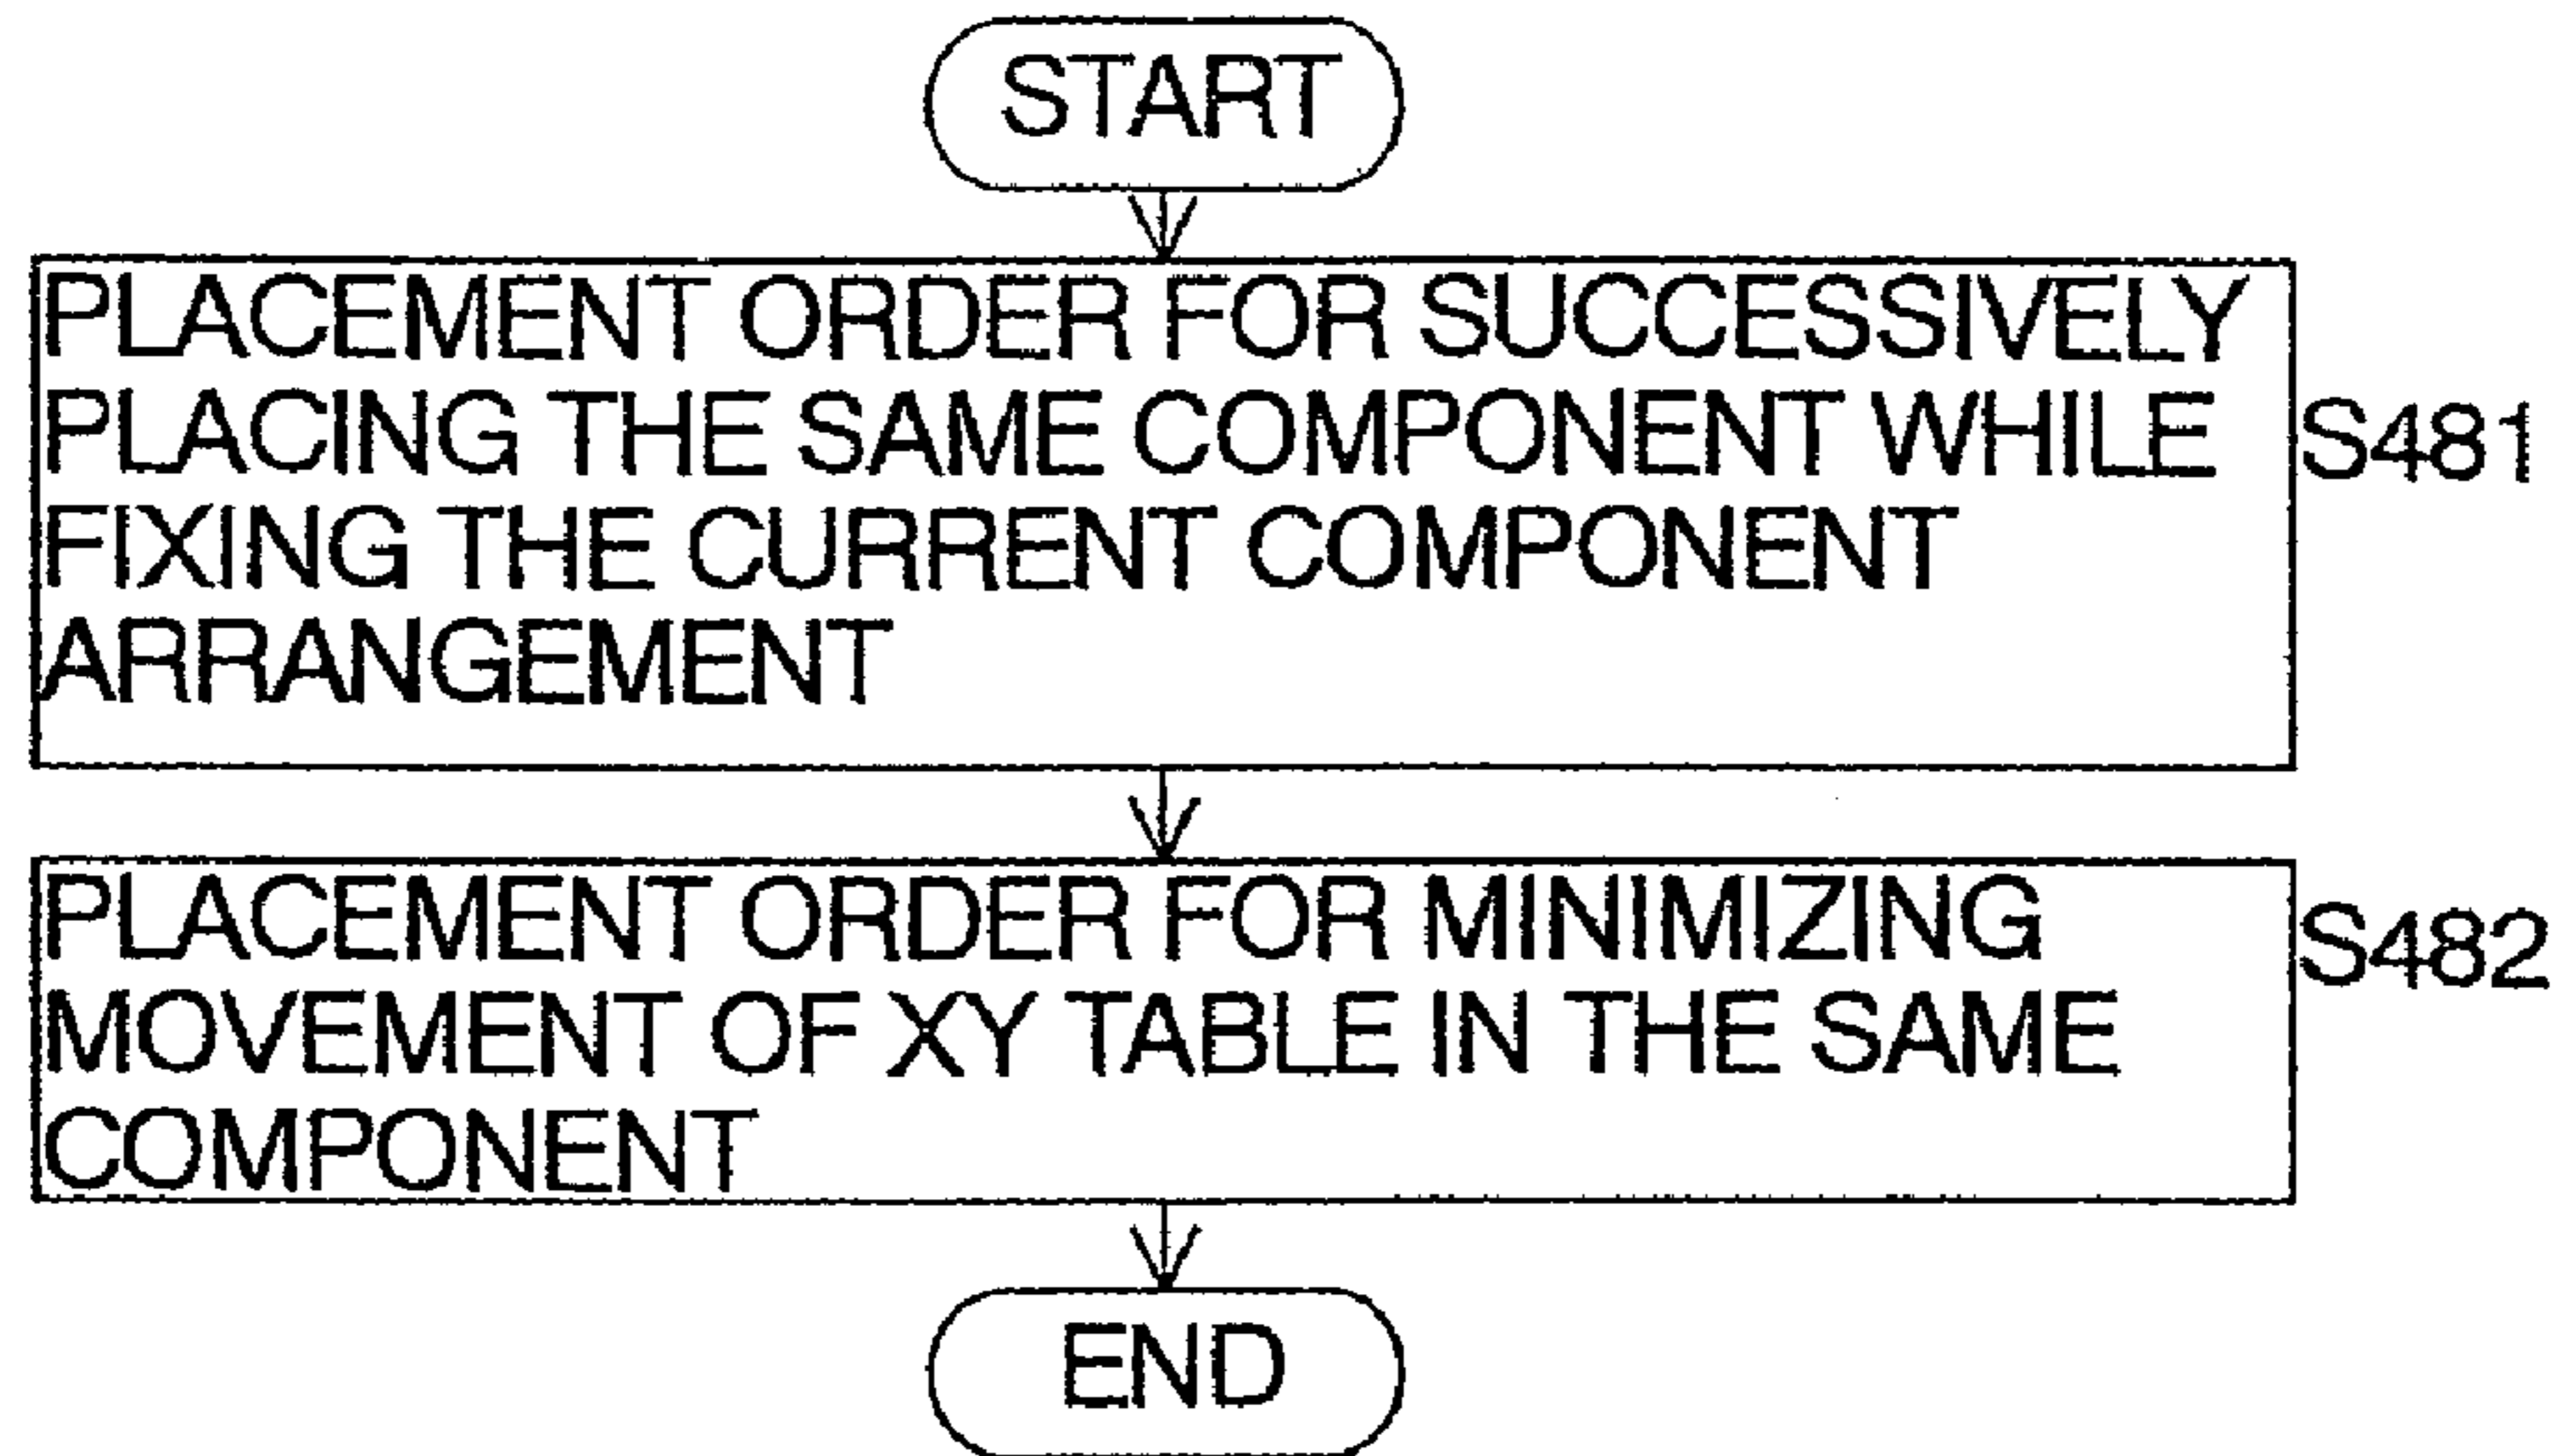 START
PLACEMENT ORDER FOR SUCCESSIVELY
PLACING THE SAME COMPONENT WHILE
FIXING THE CURRENT COMPONENT
ARRANGEMENT
S481
PLACEMENT ORDER FOR MINIMIZING
MOVEMENT OF XY TABLE IN THE SAME
COMPONENT
S482
END